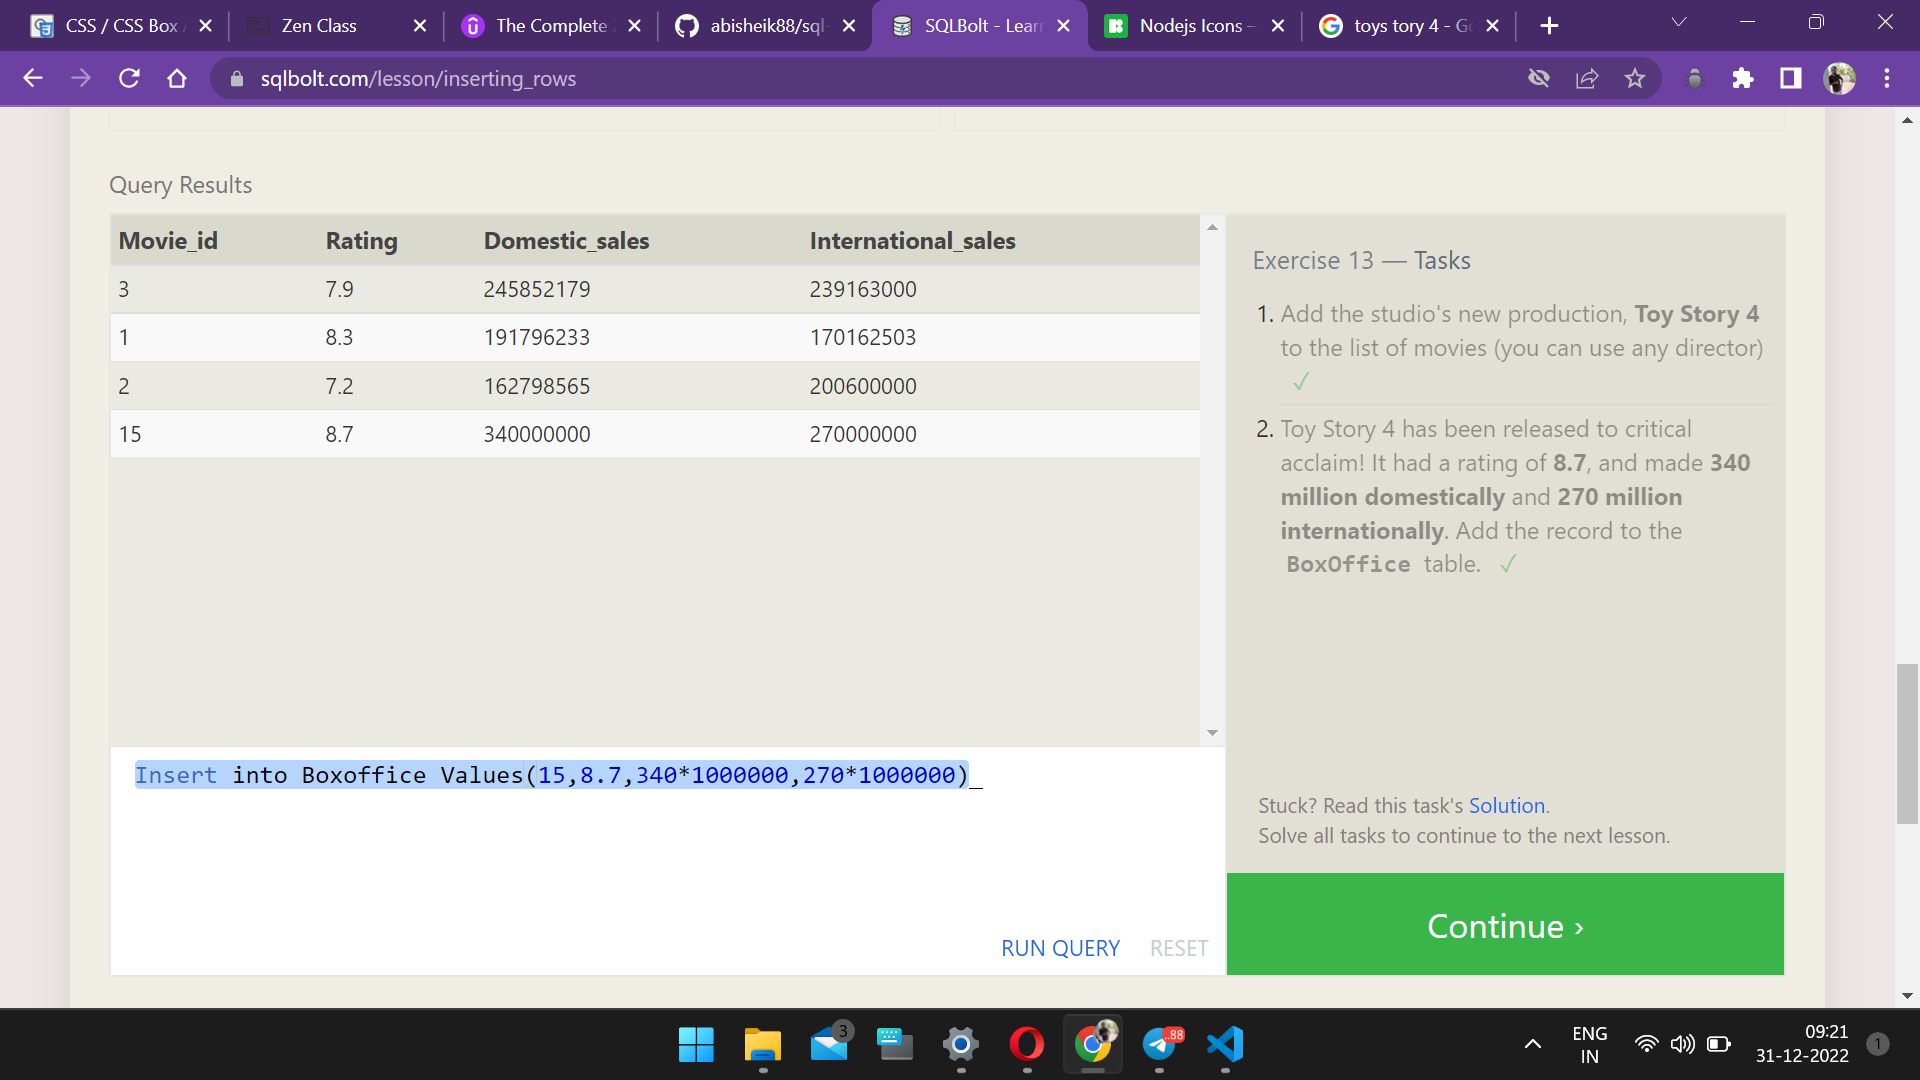 CSS / CSS Box
Zen Class
The Complete
abisheik88/sql-
SQLBolt - Learn
Nodejs Icons –
toys tory 4 - Go
sqlbolt.com/lesson/inserting_rows
Query Results
Movie_id Rating Domestic_sales International_sales
3 7.9 245852179 239163000
1 8.3 191796233 170162503
2 7.2 162798565 200600000
15 8.7 340000000 270000000
Insert into Boxoffice Values(15,8.7,340*1000000,270*1000000)
RUN QUERY RESET
Exercise 13 — Tasks
1. Add the studio's new production, Toy Story 4
to the list of movies (you can use any director)
✓
2. Toy Story 4 has been released to critical
acclaim! It had a rating of 8.7, and made 340
million domestically and 270 million
internationally. Add the record to the
BoxOffice table. ✓
Stuck? Read this task's Solution.
Solve all tasks to continue to the next lesson.
Continue ›
3
..88
ENG
IN
09:21
31-12-2022
1